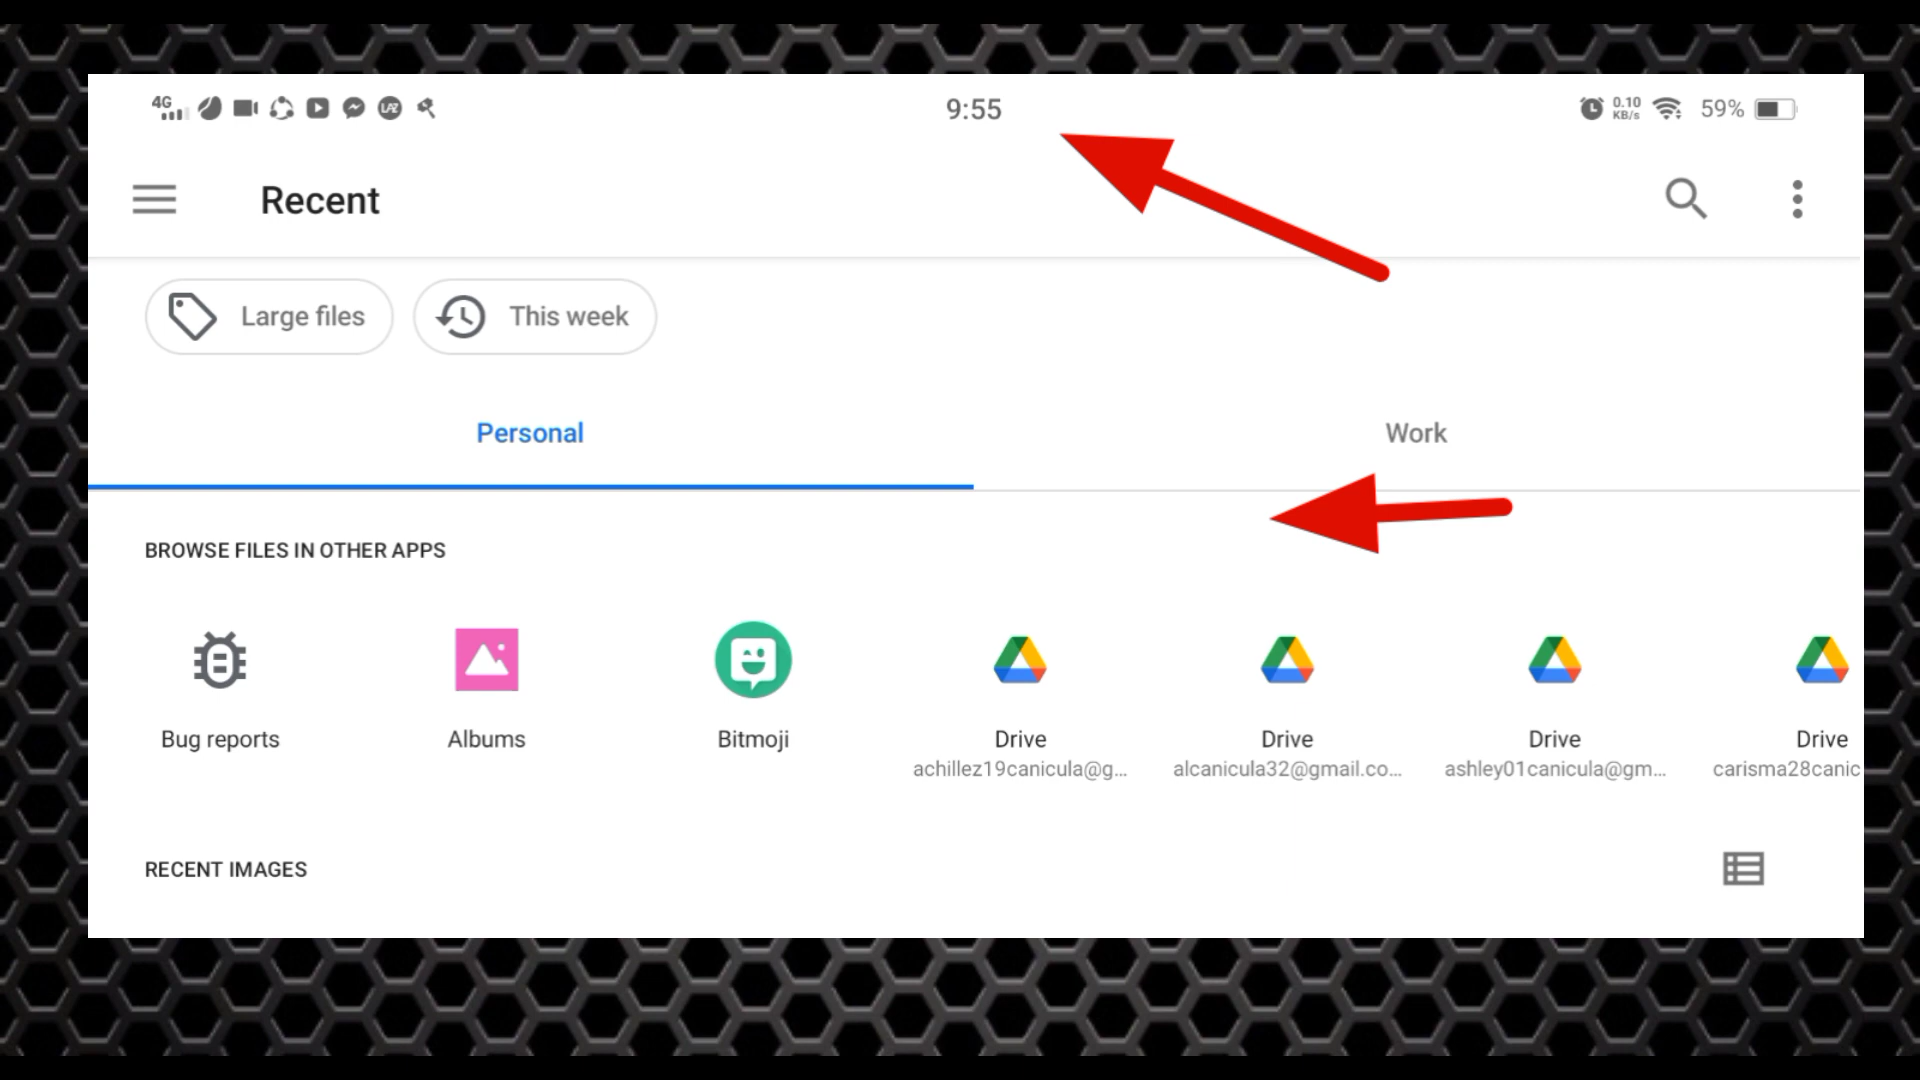 4G 9:55 0.10 KB/s 59%
Recent
Large files This week
Personal Work
BROWSE FILES IN OTHER APPS
Bug reports Albums Bitmoji Drive Drive Drive Drive
achillez19canicula@g... alcanicula32@gmail.co... ashley01canicula@gm... carisma28canic
RECENT IMAGES